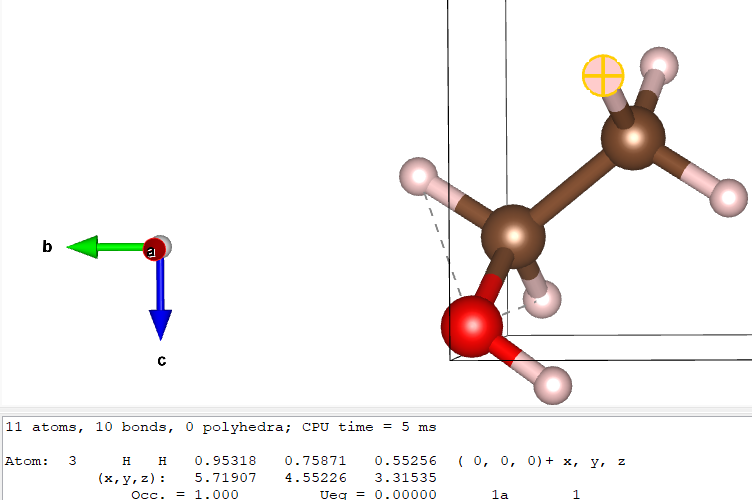 b
a
c
11 atoms, 10 bonds, 0 polyhedra; CPU time = 5 ms
Atom: 3 H H 0.95318 0.75871 0.55256 ( 0, 0, 0)+ x, y, z
(x,y,z): 5.71907 4.55226 3.31535
Occ. = 1.000 Ueq = 0.00000 1a 1